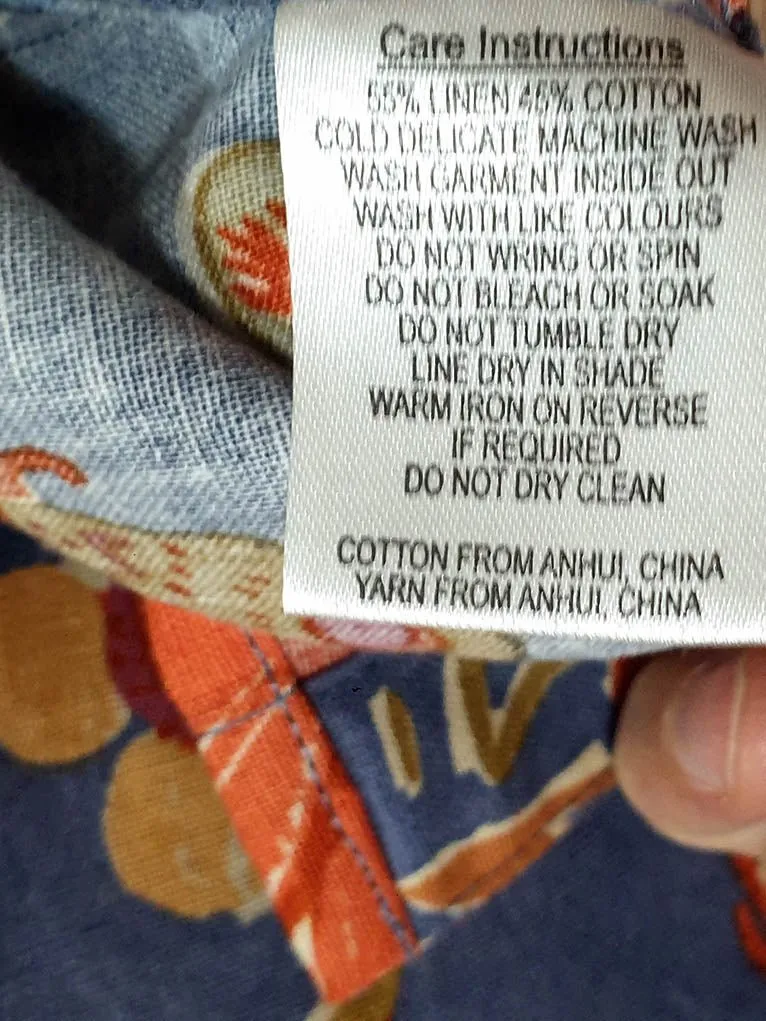 Care Instructions
55% LINEN 45% COTTON
COLD DELICATE MACHINE WASH
WASH GARMENT INSIDE OUT
WASH WITH LIKE COLOURS
DO NOT WRING OR SPIN
DO NOT BLEACH OR SOAK
DO NOT TUMBLE DRY
LINE DRY IN SHADE
WARM IRON ON REVERSE
IF REQUIRED
DO NOT DRY CLEAN
COTTON FROM ANHUI, CHINA
YARN FROM ANHUI, CHINA